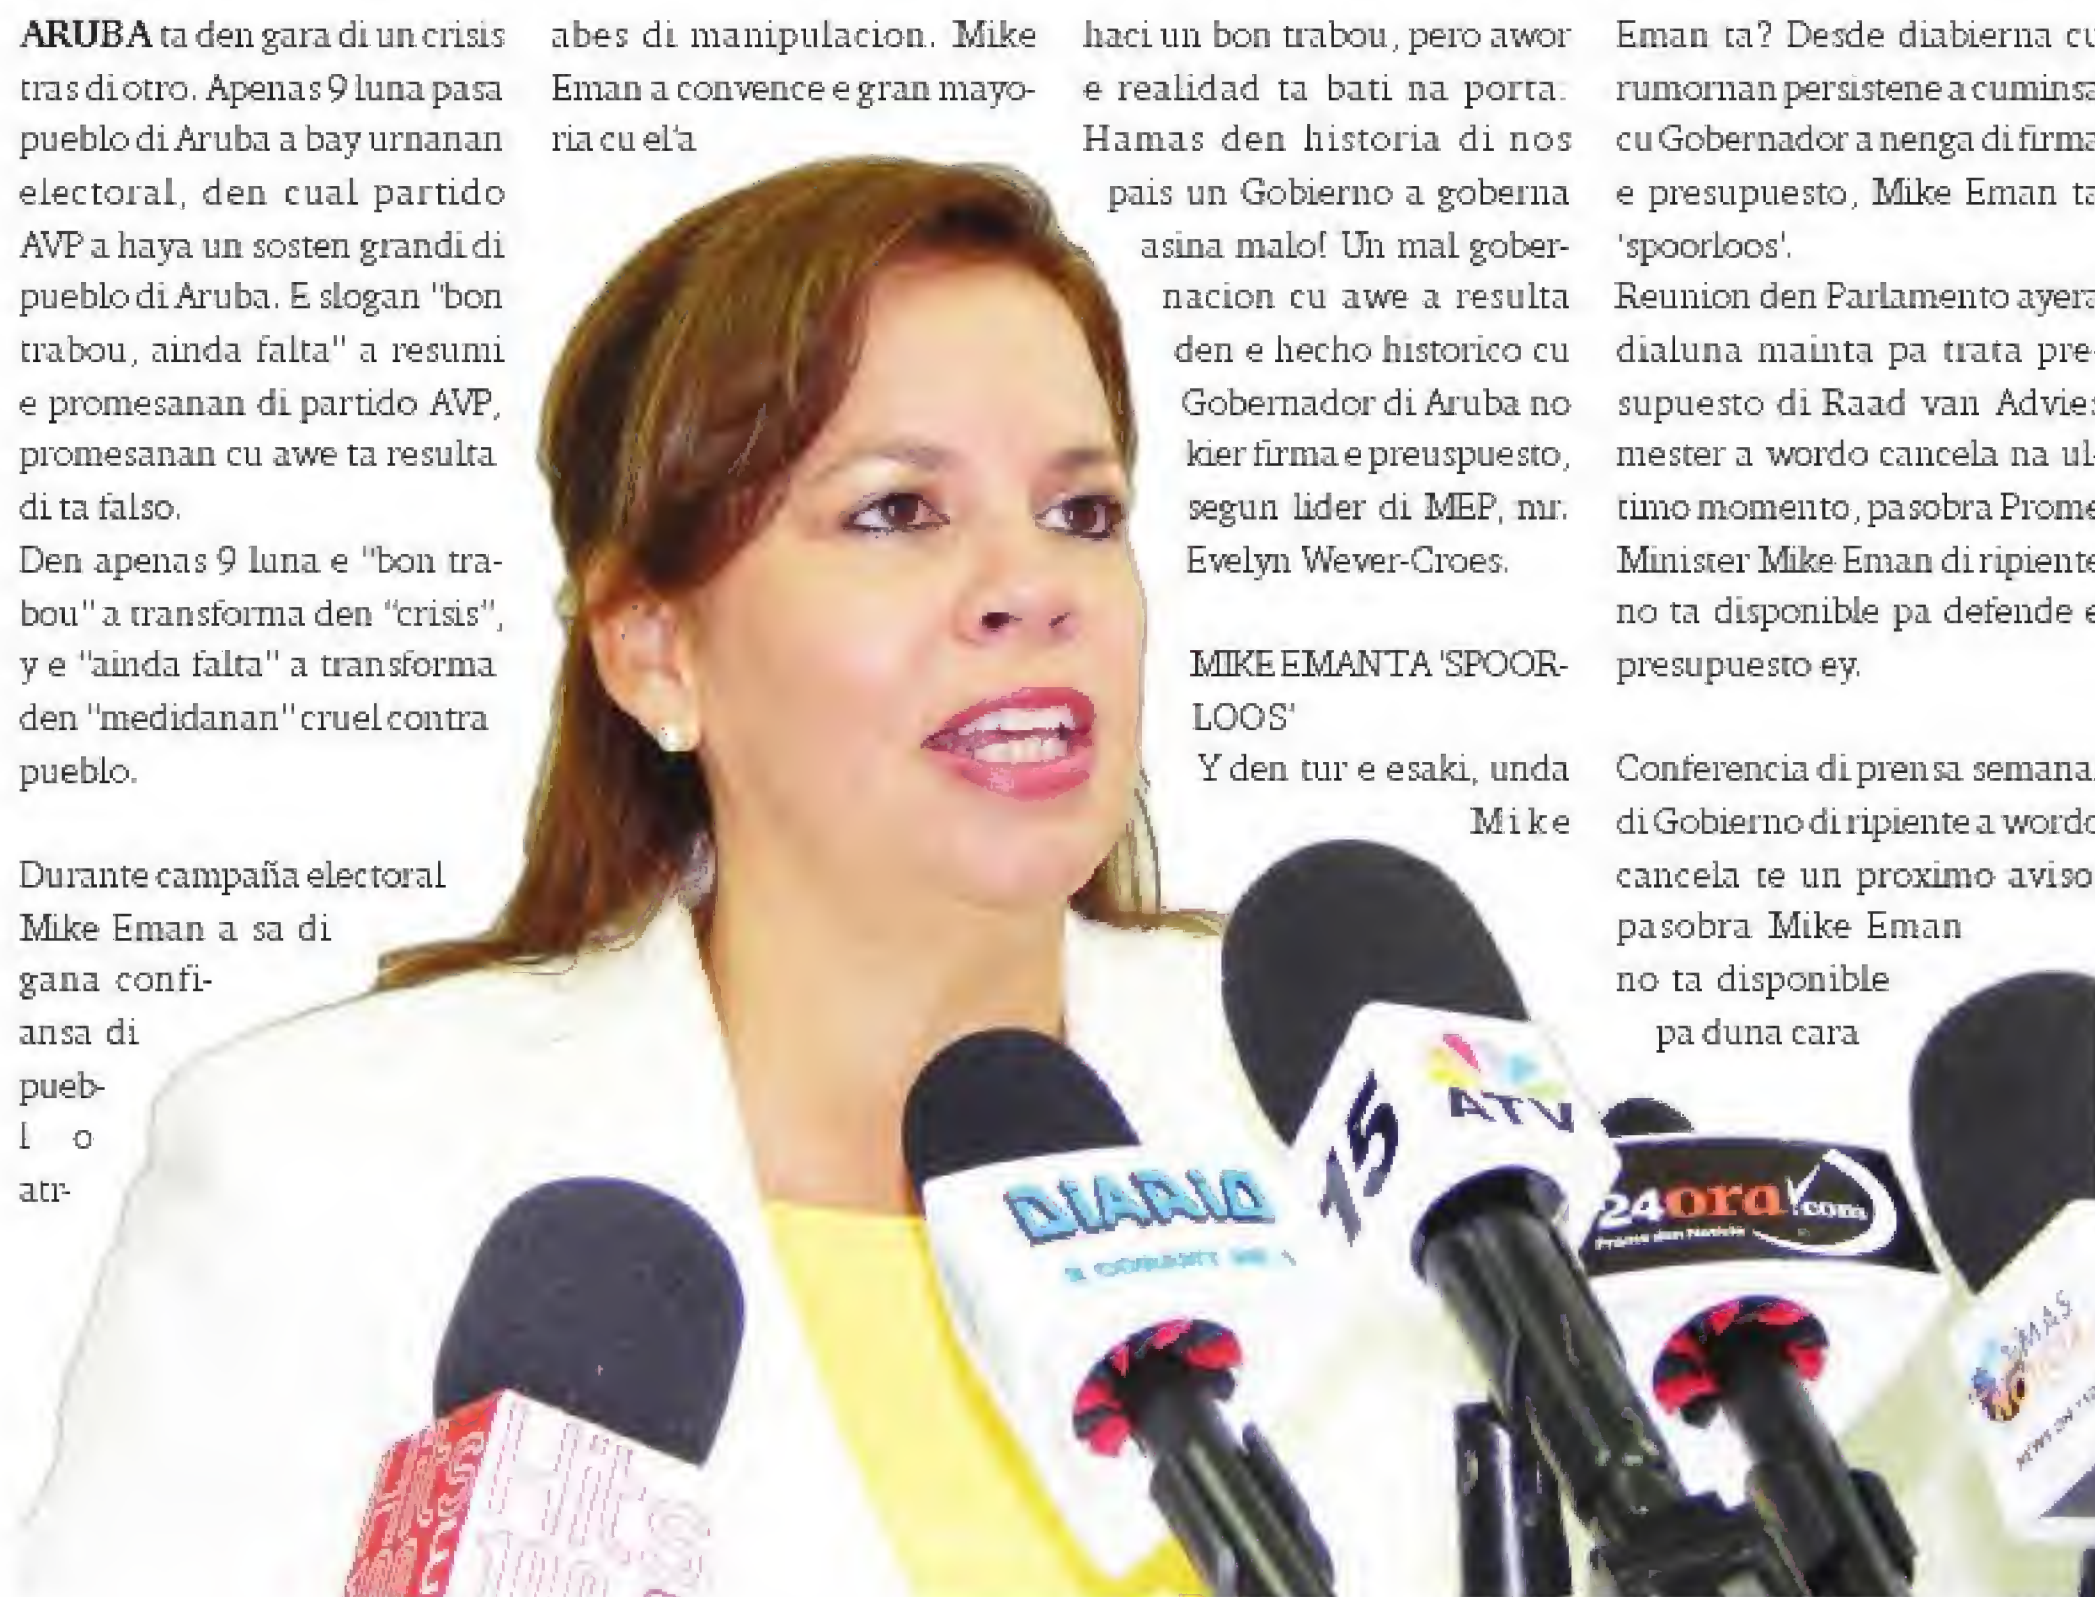 ARUBA ta den gara di un crisis
tras di otro. Apenas 9 luna pasa
pueblo di Aruba a bay urnanan
electoral, den cual partido
AVP a haya un sosten grandi di
pueblo di Aruba. E slogan "bon
trabou, ainda falta" a resumi
e promesanan di partido AVP,
promesanan cu awe ta resulta
di ta falso.
Den apenas 9 luna e "bon tra-
bou" a transforma den "crisis",
y e "ainda falta" a transforma
den "medidanan" cruel contra
pueblo.
Durante campaña electoral
Mike Eman a sa di
gana confi-
ansa di
pueb-
l o
atr-
abes di manipulacion. Mike
Eman a convence e gran mayo-
ria cu el'a
haci un bon trabou, pero awor
e realidad ta bati na porta.
Hamas den historia di nos
pais un Gobierno a goberna
asina malo! Un mal gober-
nacion cu awe a resulta
den e hecho historico cu
Gobernador di Aruba no
kier firma e preuspuesto,
segun lider di MEP, mr.
Evelyn Wever-Croes.
MIKE EMAN TA 'SPOOR-
LOOS'
Y den tur e esaki, unda
Mike
Eman ta? Desde diabierna cu
rumornan persistene a cuminsa
cu Gobernador a nenga di firma
e presupuesto, Mike Eman ta
'spoorloos'.
Reunion den Parlamento ayera
dialuna mainta pa trata pre-
supuesto di Raad van Advies
mester a wordo cancela na ul-
timo momento, pasobra Prome
Minister Mike Eman di ripiente
no ta disponible pa defende e
presupuesto ey.
Conferencia di prensa semanal
di Gobierno di ripiente a wordo
cancela te un proximo aviso
pasobra Mike Eman
no ta disponible
pa duna cara
DIARIO
15
ATV
24ora.com
MAS